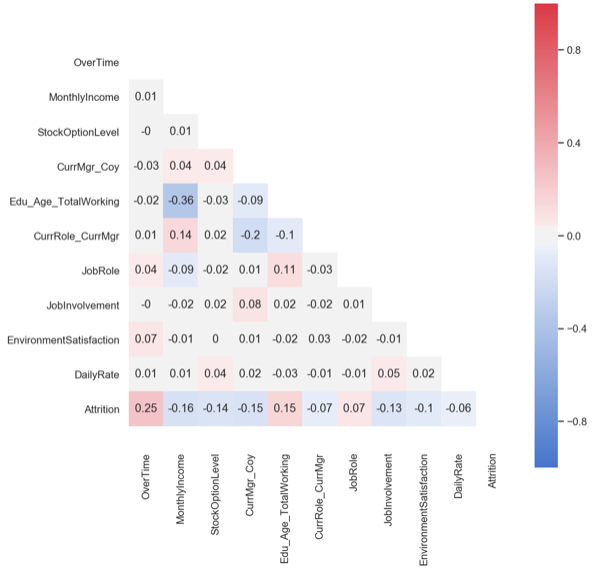 OverTime
MonthlyIncome 0.01
StockOptionLevel -0 0.01
CurrMgr_Coy -0.03 0.04 0.04
Edu_Age_TotalWorking -0.02 -0.36 -0.03 -0.09
CurrRole_CurrMgr 0.01 0.14 0.02 -0.2 -0.1
JobRole 0.04 -0.09 -0.02 0.01 0.11 -0.03
JobInvolvement -0 -0.02 0.02 0.08 0.02 -0.02 0.01
EnvironmentSatisfaction 0.07 -0.01 0 0.01 -0.02 0.03 -0.02 -0.01
DailyRate 0.01 0.01 0.04 0.02 -0.03 -0.01 -0.01 0.05 0.02
Attrition 0.25 -0.16 -0.14 -0.15 0.15 -0.07 0.07 -0.13 -0.1 -0.06
OverTime
MonthlyIncome
StockOptionLevel
CurrMgr_Coy
Edu_Age_TotalWorking
CurrRole_CurrMgr
JobRole
JobInvolvement
EnvironmentSatisfaction
DailyRate
Attrition
0.8
0.4
0.0
−0.4
−0.8